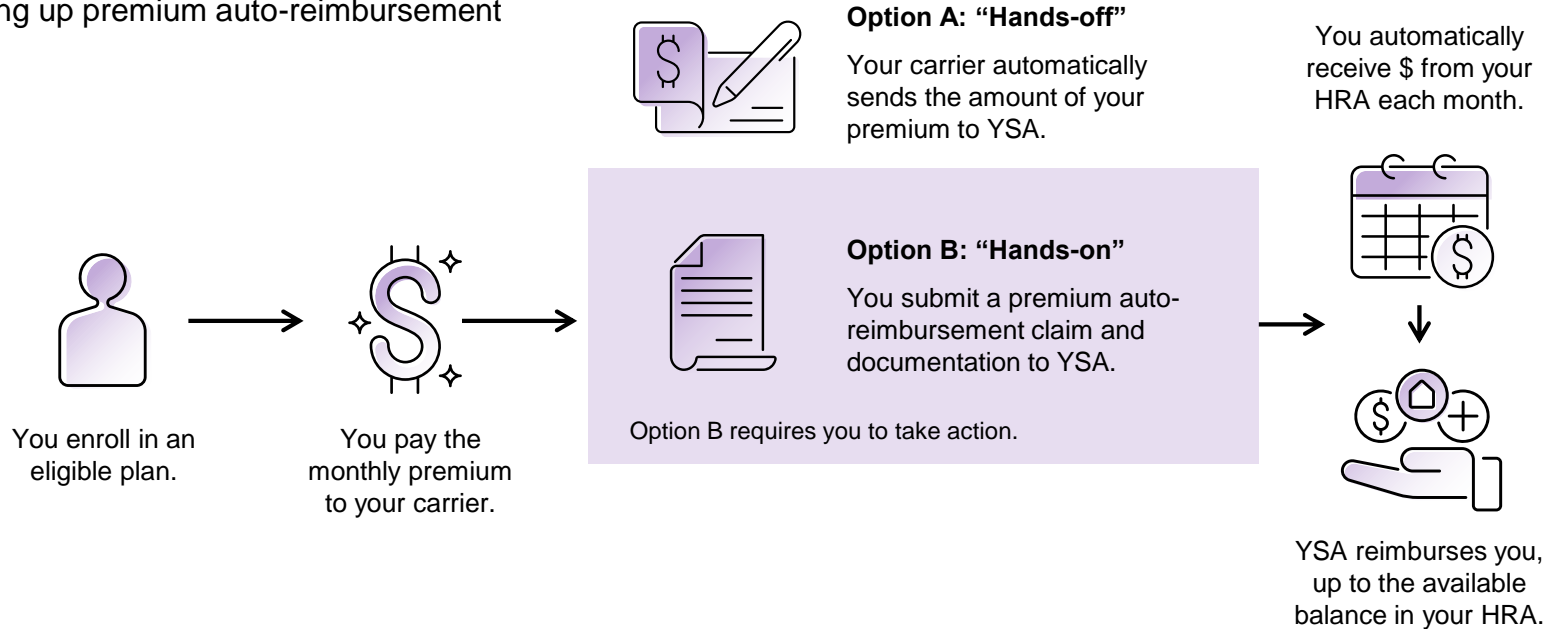 up premium auto-reimbursement
Option A: “Hands-off”
Your carrier automatically
sends the amount of your
premium to YSA.
You automatically
receive $ from your
HRA each month.
Option B: “Hands-on”
You submit a premium auto-
reimbursement claim and
documentation to YSA.
Option B requires you to take action.
You enroll in an
eligible plan.
You pay the
monthly premium
to your carrier.
YSA reimburses you,
up to the available
balance in your HRA.